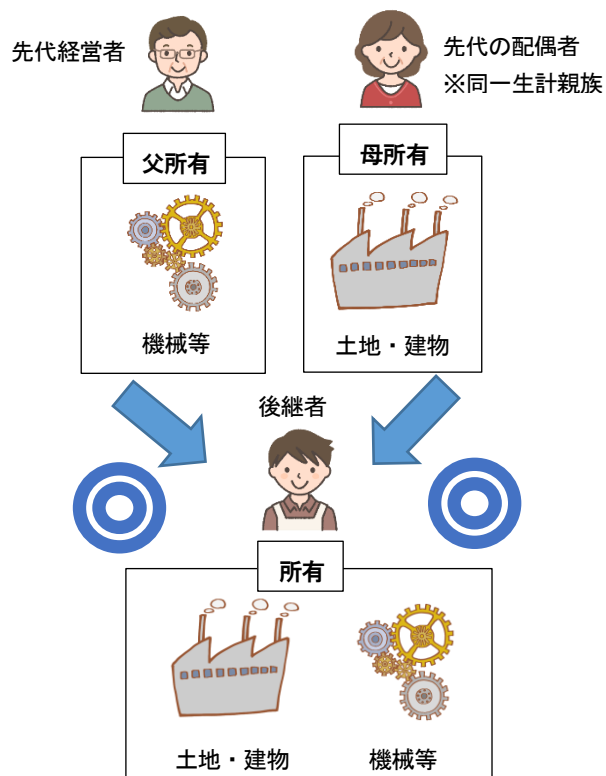 先代経営者
先代の配偶者
※同一生計親族
父所有
母所有
機械等
土地・建物
後継者
所有
土地・建物
機械等